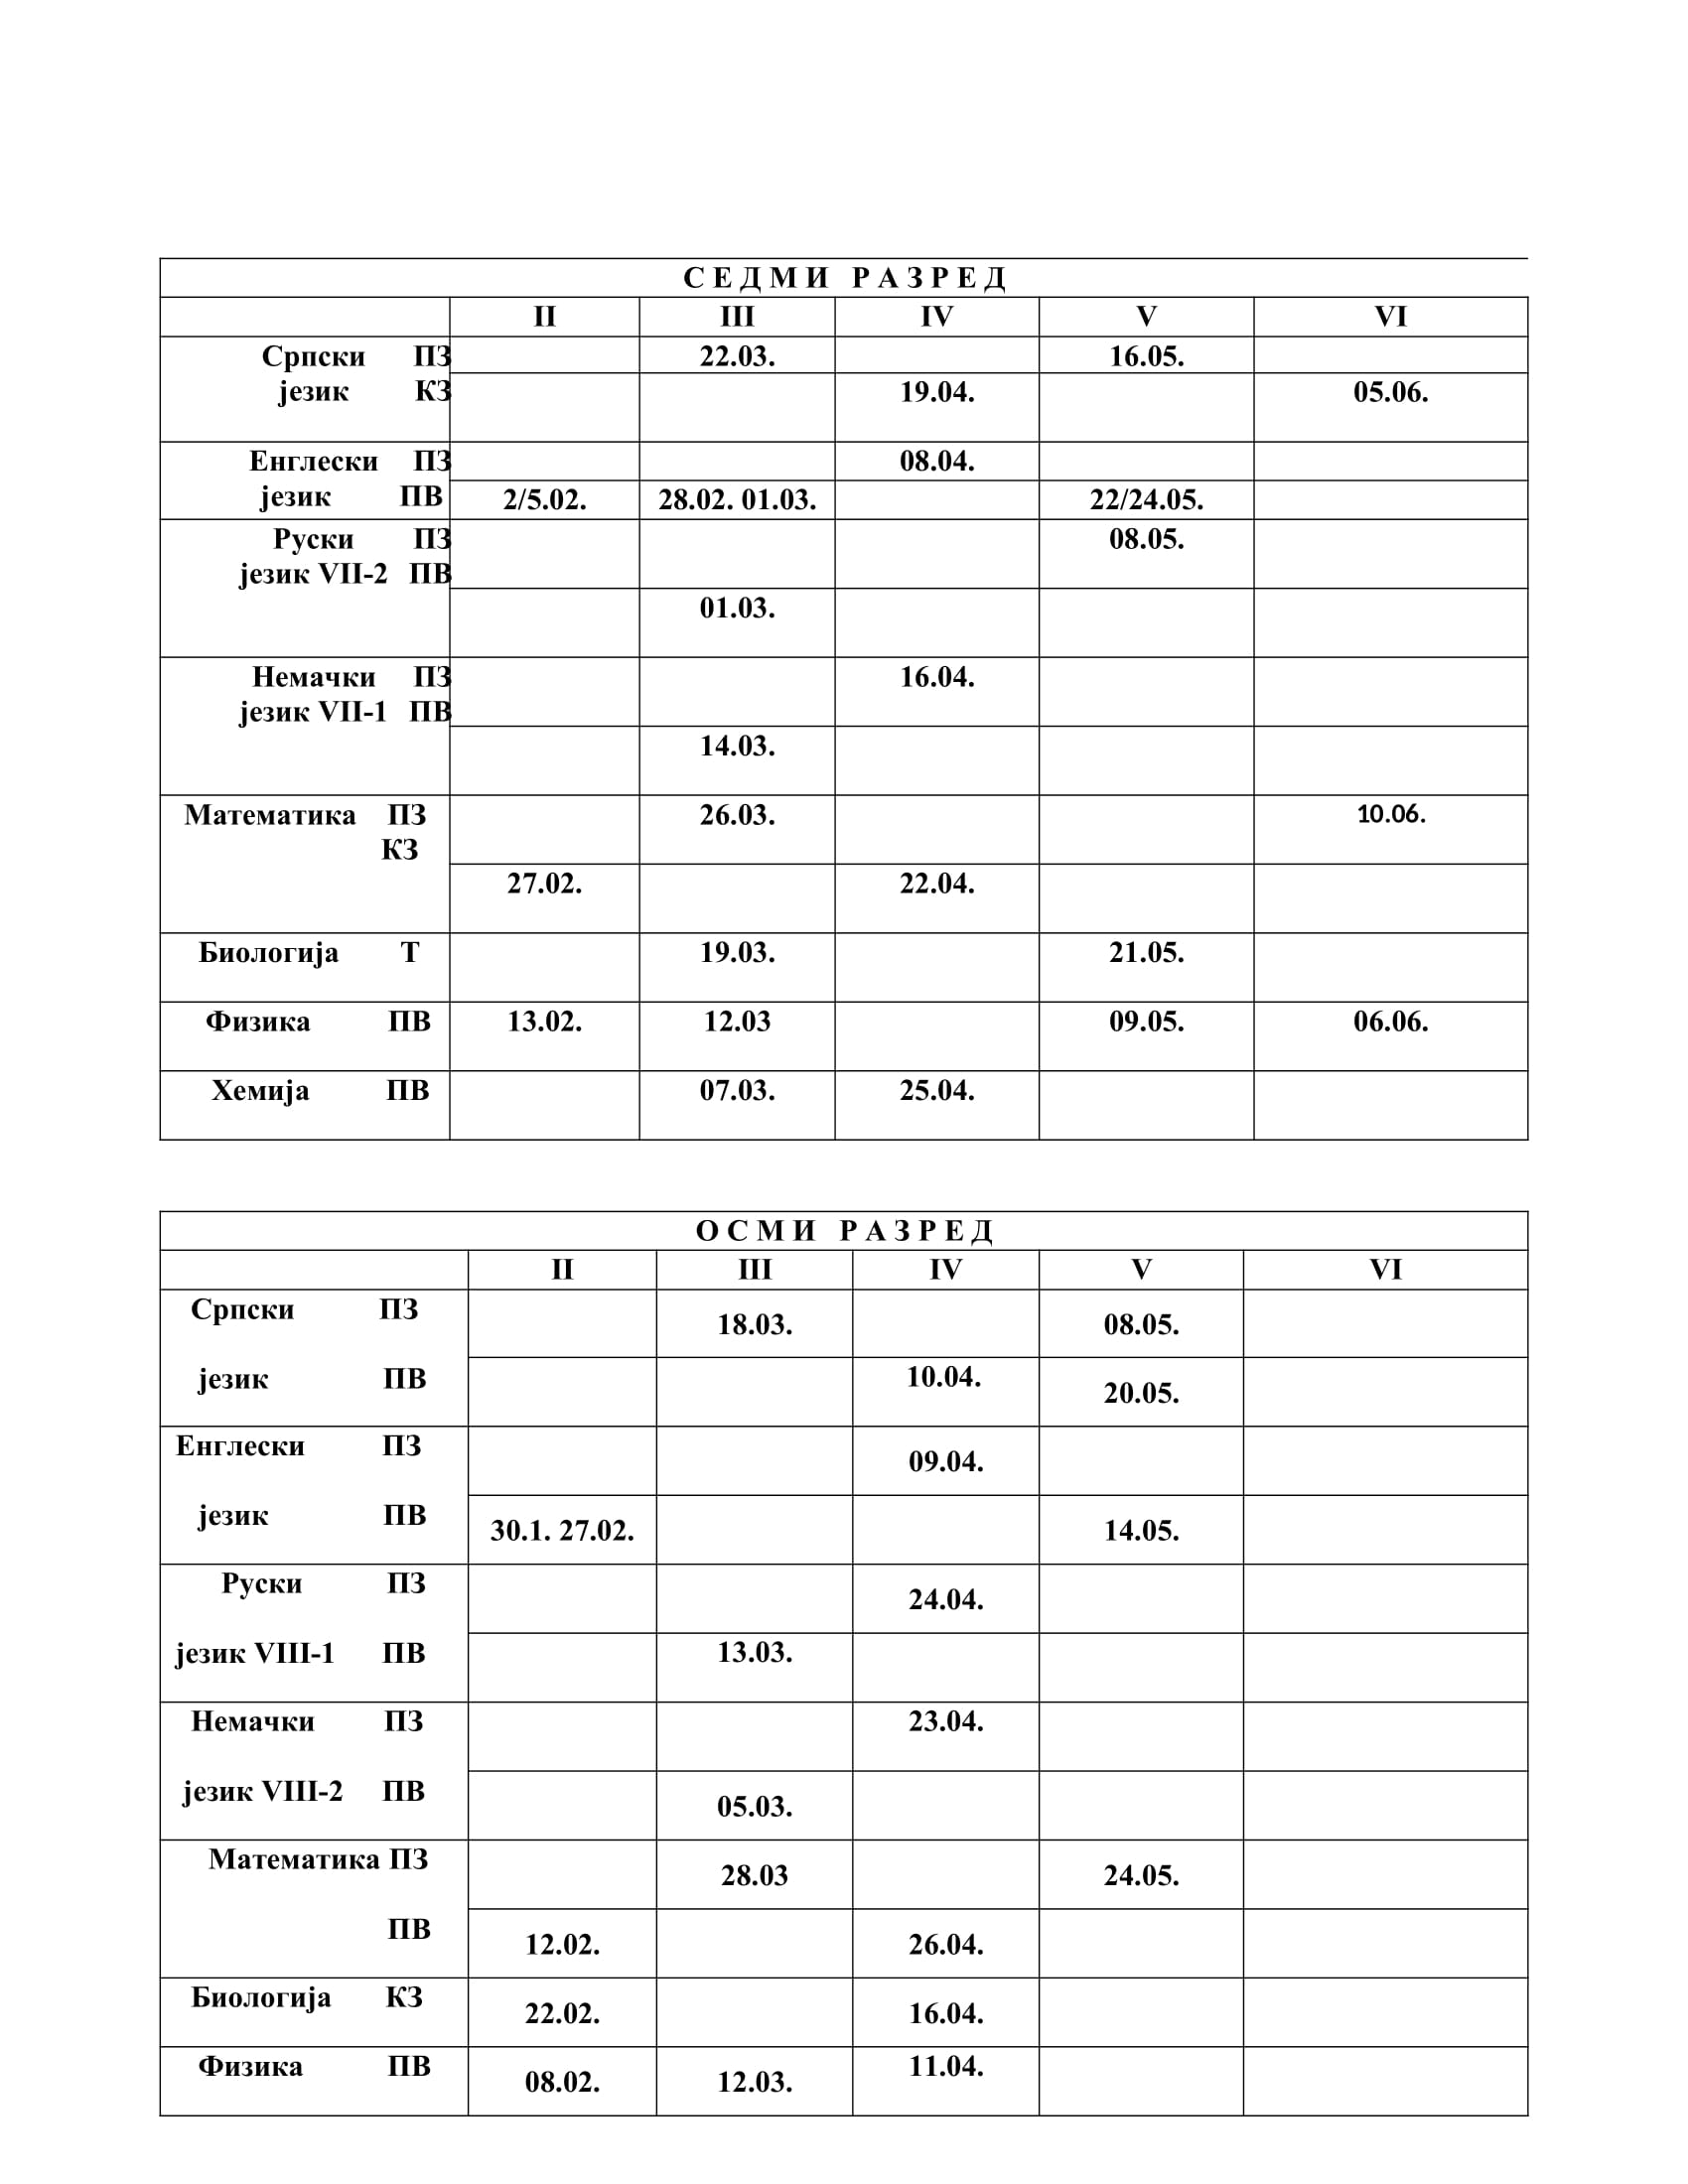 СЕДМИ РАЗРЕД
II III IV V VI
Српски ПЗ 22.03. 16.05.
језик КЗ 19.04. 05.06.
Енглески ПЗ 08.04.
језик ПВ 2/5.02. 28.02. 01.03. 22/24.05.
Руски ПЗ 08.05.
језик VII-2 ПВ
01.03.
Немачки ПЗ 16.04.
језик VII-1 ПВ
14.03.
Математика ПЗ 26.03. 10.06.
КЗ
27.02. 22.04.
Биологија Т 19.03. 21.05.
Физика ПВ 13.02. 12.03 09.05. 06.06.
Хемија ПВ 07.03. 25.04.
ОСМИ РАЗРЕД
II III IV V VI
Српски ПЗ 18.03. 08.05.
језик ПВ 10.04. 20.05.
Енглески ПЗ 09.04.
језик ПВ 30.1. 27.02. 14.05.
Руски ПЗ 24.04.
језик VIII-1 ПВ 13.03.
Немачки ПЗ 23.04.
језик VIII-2 ПВ 05.03.
Математика ПЗ 28.03 24.05.
ПВ 12.02. 26.04.
Биологија КЗ 22.02. 16.04.
Физика ПВ 08.02. 12.03. 11.04.